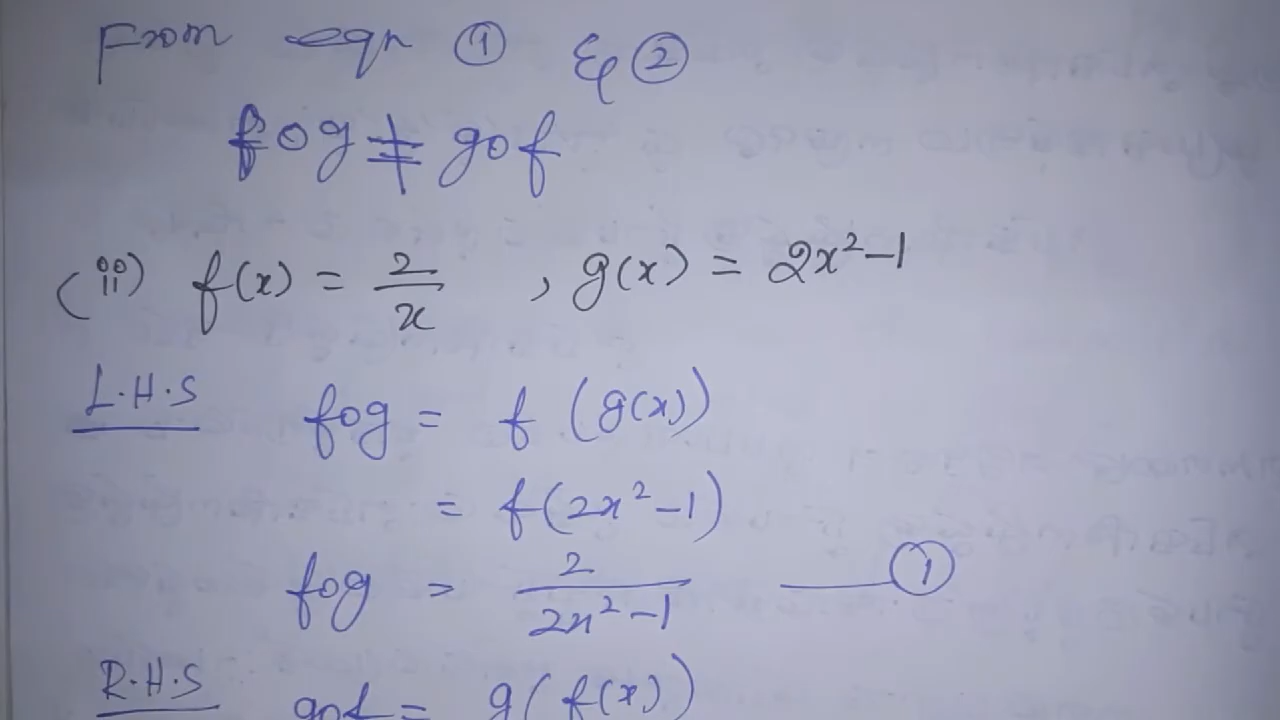 From eqn ① & ②
fog ≠ gof
(ii) f(x) = 2/x , g(x) = 2x²-1
L.H.S fog = f (g(x))
= f(2x²-1)
fog = 2/(2x²-1) —— ①
R.H.S gof = g(f(x))